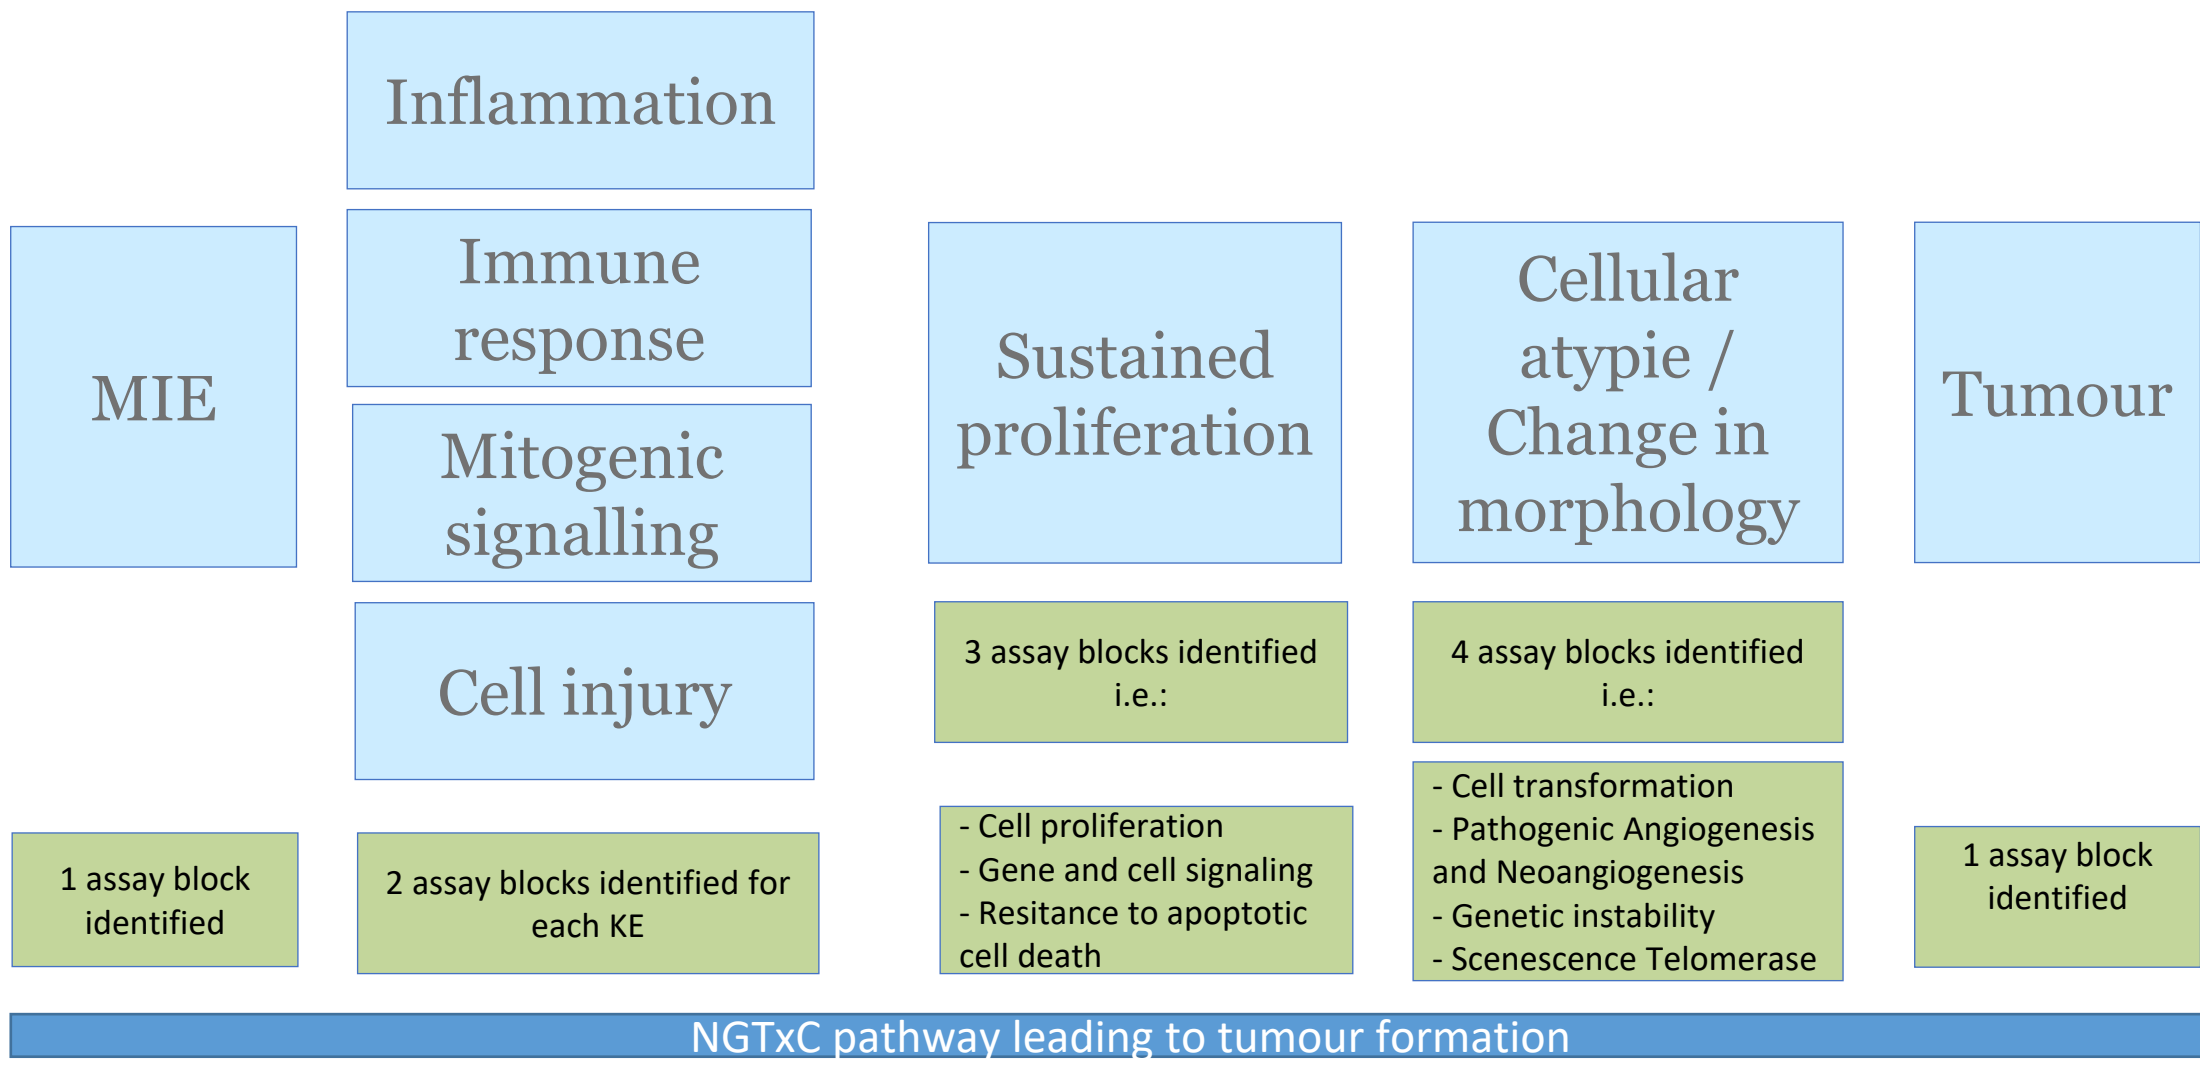 Inflammation
Immune
response
Mitogenic
signalling
Cell injury
MIE
Sustained
proliferation
Cellular
atypie /
Change in
morphology
Tumour
1 assay block
identified
2 assay blocks identified for
each KE
3 assay blocks identified
i.e.:
- Cell proliferation
- Gene and cell signaling
- Resitance to apoptotic
cell death
4 assay blocks identified
i.e.:
- Cell transformation
- Pathogenic Angiogenesis
and Neoangiogenesis
- Genetic instability
- Scenescence Telomerase
1 assay block
identified
NGTxC pathway leading to tumour formation